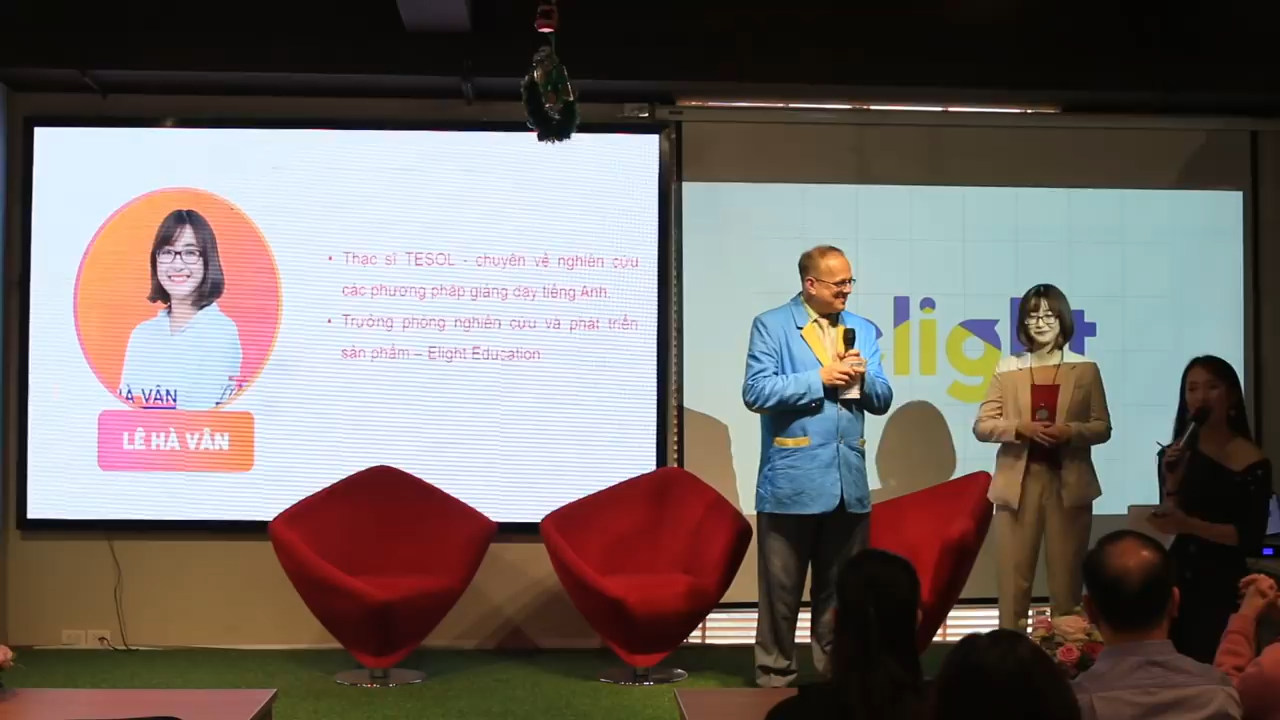 • Thạc sĩ TESOL - chuyên về nghiên cứu
các phương pháp giảng dạy tiếng Anh.
• Trưởng phòng nghiên cứu và phát triển
sản phẩm – Elight Education
HÀ VÂN
LÊ HÀ VÂN
elight